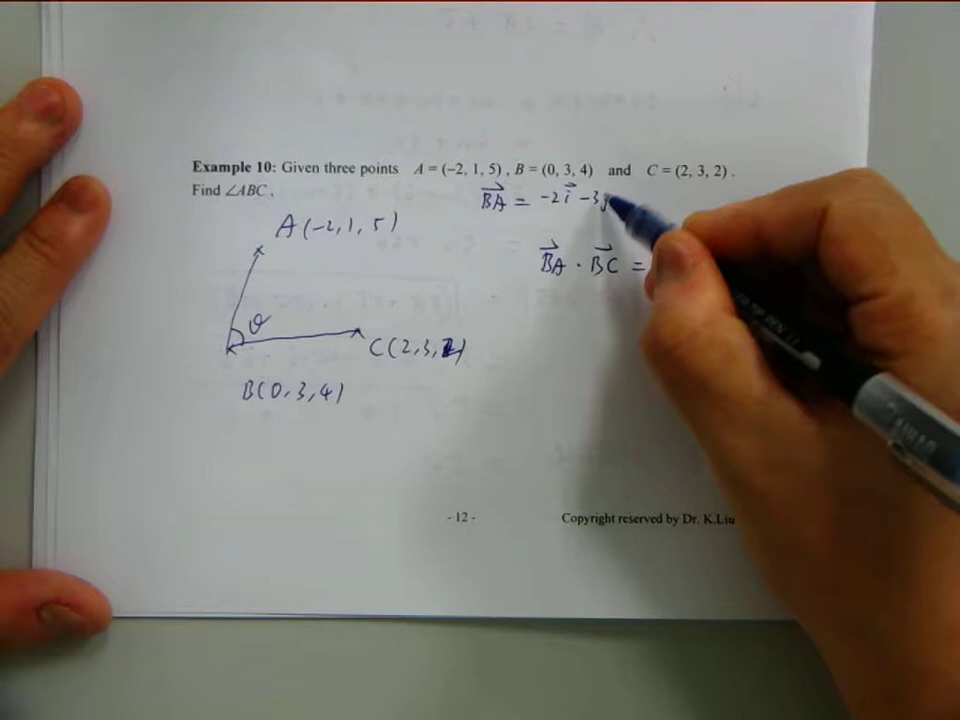 Example 10: Given three points A = (−2, 1, 5), B = (0, 3, 4) and C = (2, 3, 2).
Find ∠ABC.
BA = -2i -3j
A(-2, 1, 5)
BA · BC =
θ
C(2, 3, 2)
B(0, 3, 4)
- 12 -
Copyright reserved by Dr. K.Liu